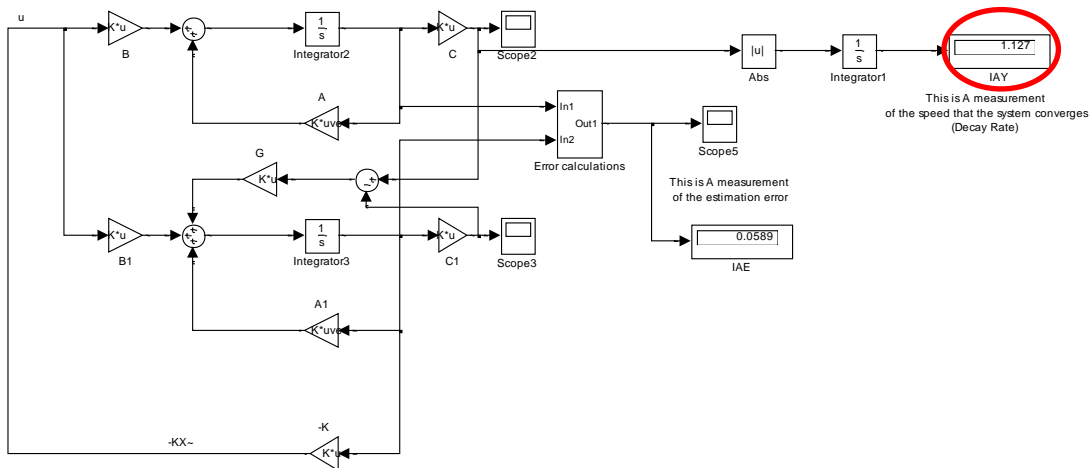 u
K*u
B
1
s
Integrator2
K*u
C
Scope2
|u|
Abs
1
s
Integrator1
1.127
IAY
This is A measurement
of the speed that the system converges
(Decay Rate)
A
K*uve
In1
In2
Out1
Error calculations
Scope5
G
K*u
This is A measurement
of the estimation error
0.0589
IAE
K*u
B1
1
s
Integrator3
K*u
C1
Scope3
A1
K*uve
-KX~
-K
K*u